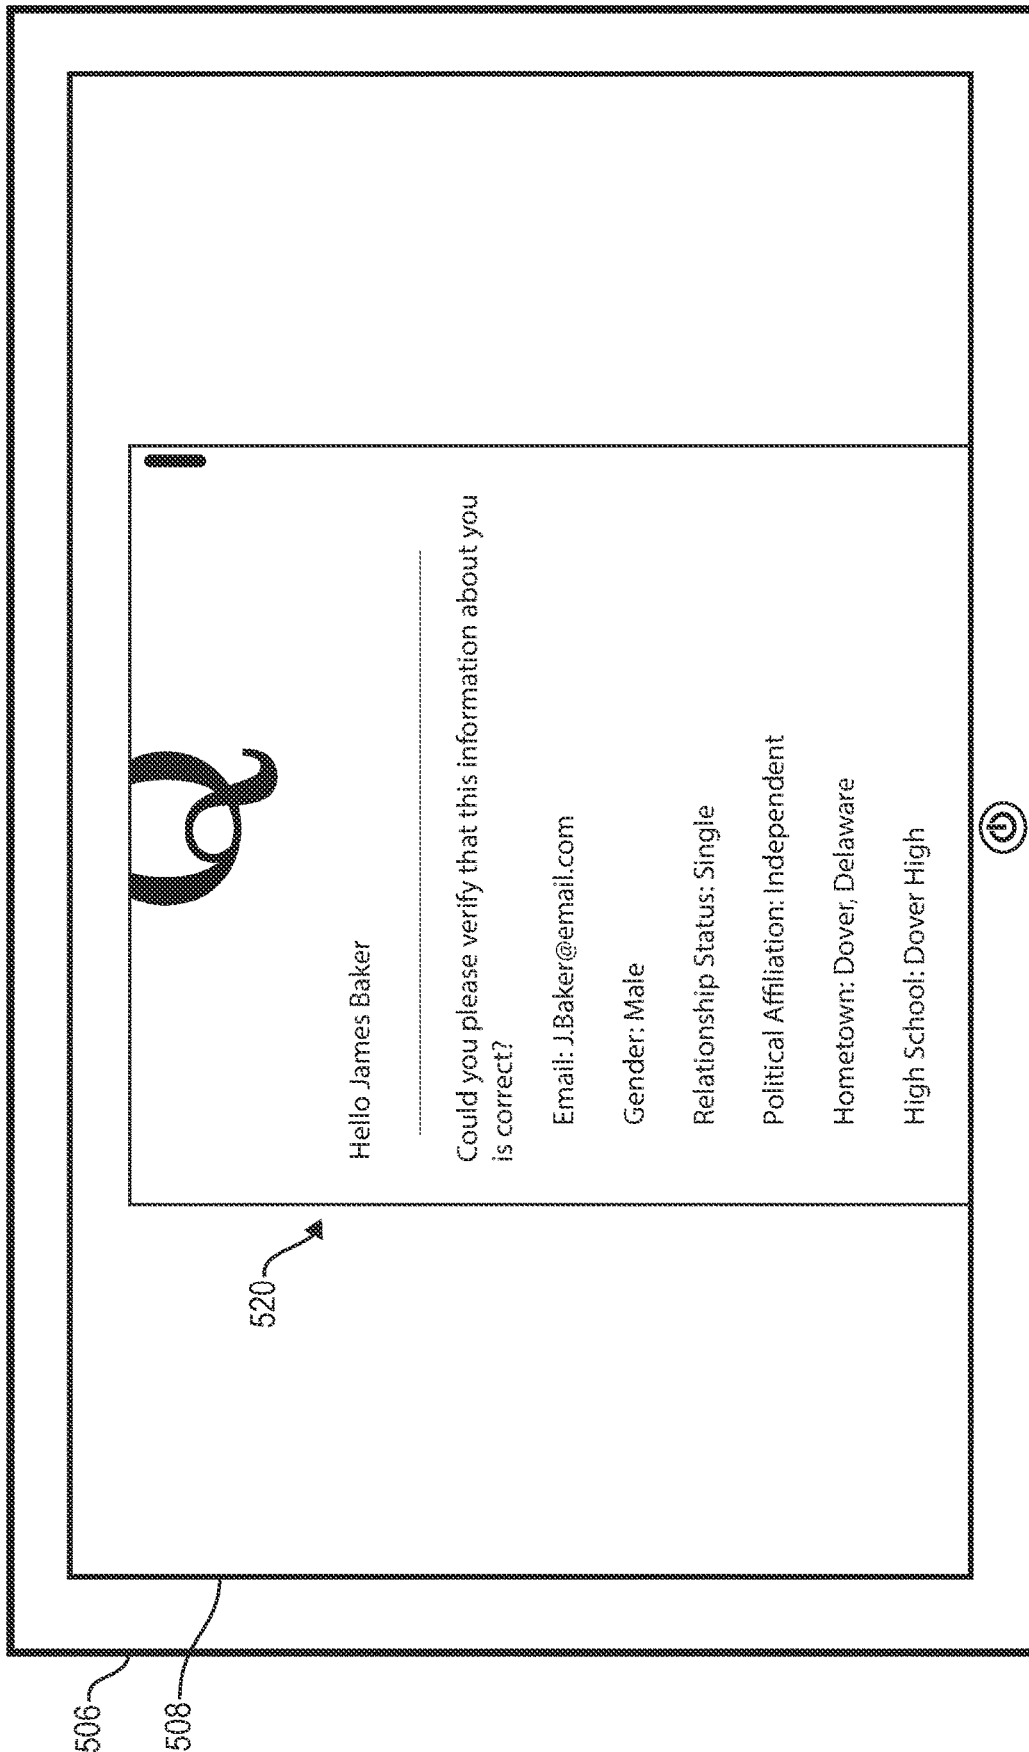 Q
Hello James Baker
Could you please verify that this information about you
is correct?
Email: J.Baker@email.com
Gender: Male
Relationship Status: Single
Political Affiliation: Independent
Hometown: Dover, Delaware
High School: Dover High
520
506
508